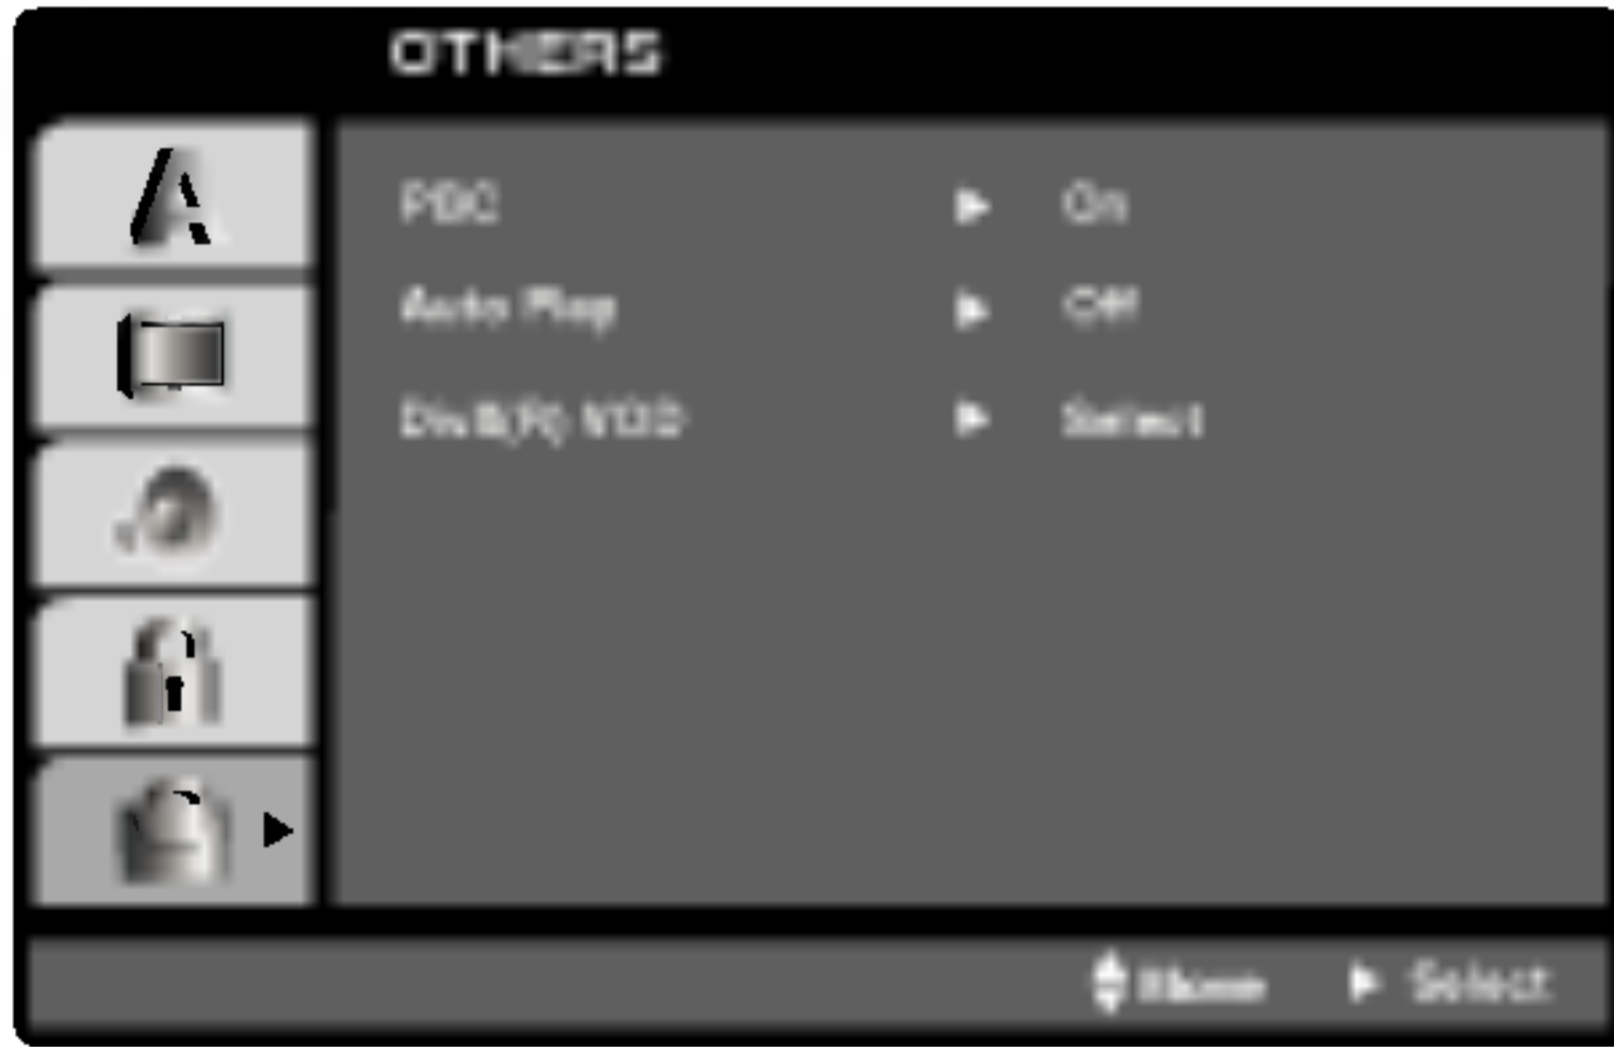 OTHERS
PBC ► On
Auto Play ► Off
DivX(R) VOD ► Select
Move ► Select